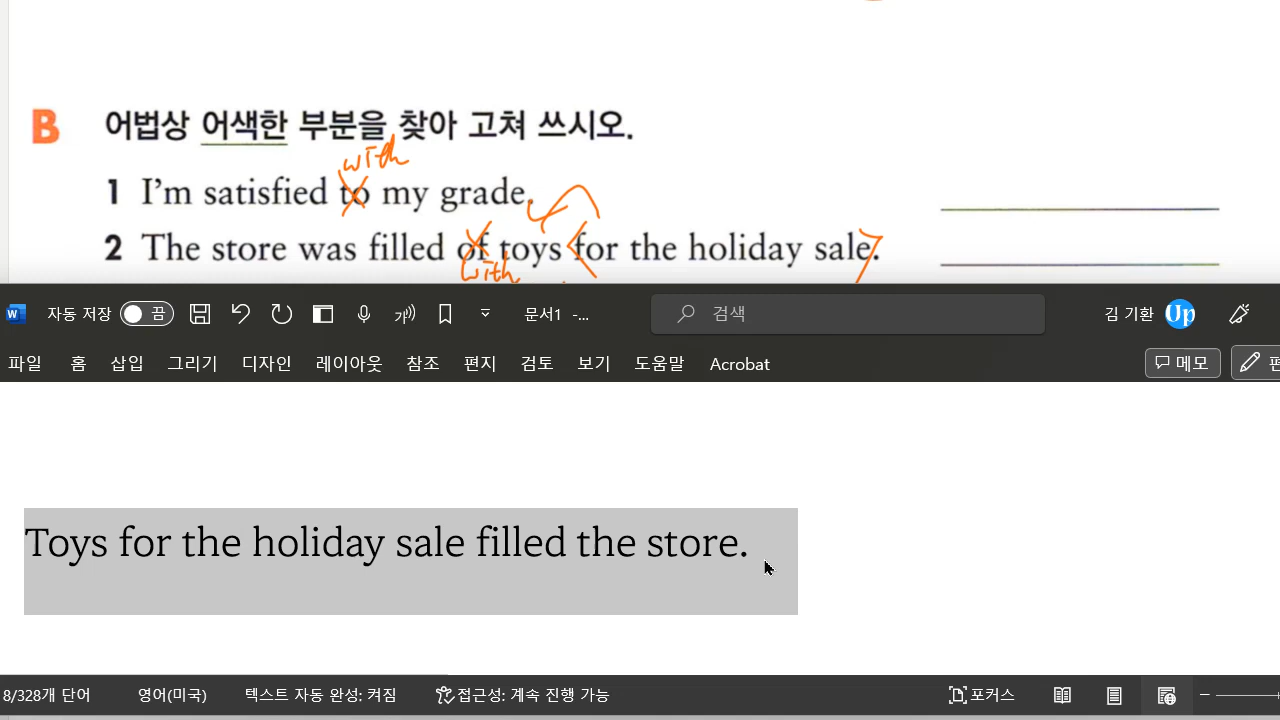 B 어법상 어색한 부분을 찾아 고쳐 쓰시오.
with
1 I'm satisfied to my grade.
2 The store was filled of toys for the holiday sale.
with
자동 저장 끔 가)) 문서1 -... 검색 김 기환 Up
파일 홈 삽입 그리기 디자인 레이아웃 참조 편지 검토 보기 도움말 Acrobat 메모 편
Toys for the holiday sale filled the store.
8/328개 단어 영어(미국) 텍스트 자동 완성: 켜짐 접근성: 계속 진행 가능 포커스